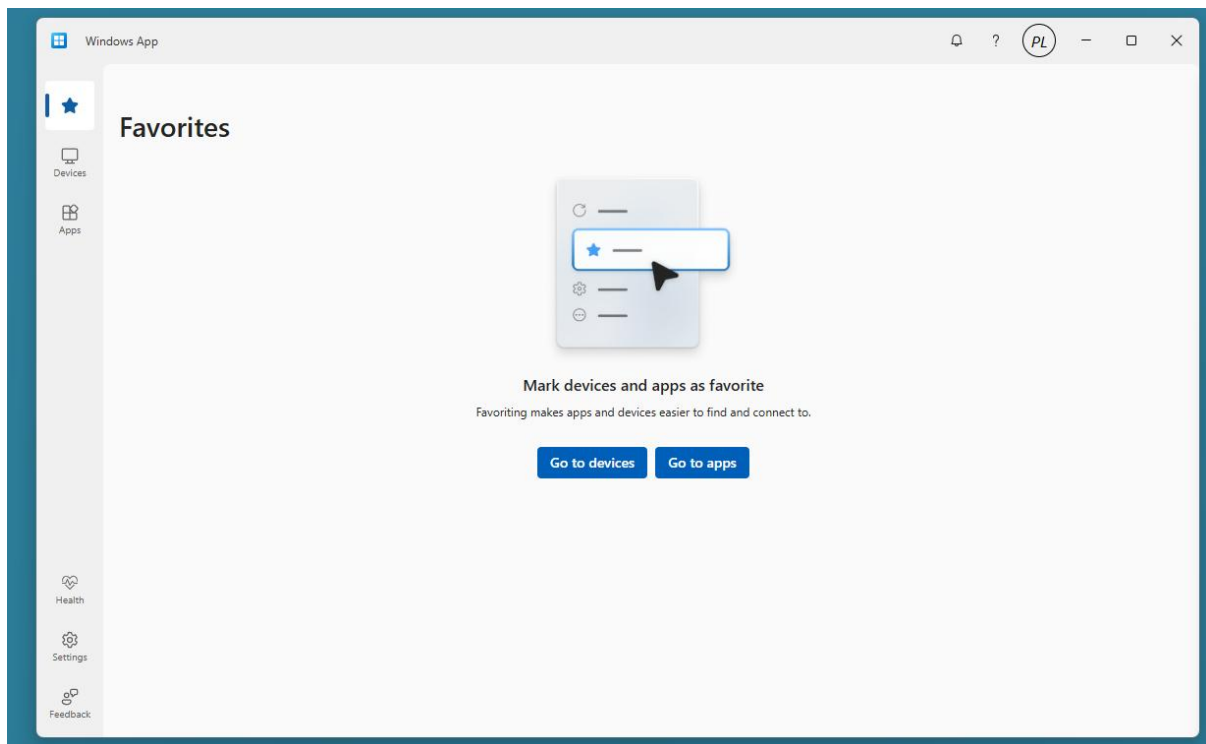 Windows App
?
PL
Favorites
Devices
Apps
Mark devices and apps as favorite
Favoriting makes apps and devices easier to find and connect to.
Go to devices
Go to apps
Health
Settings
Feedback